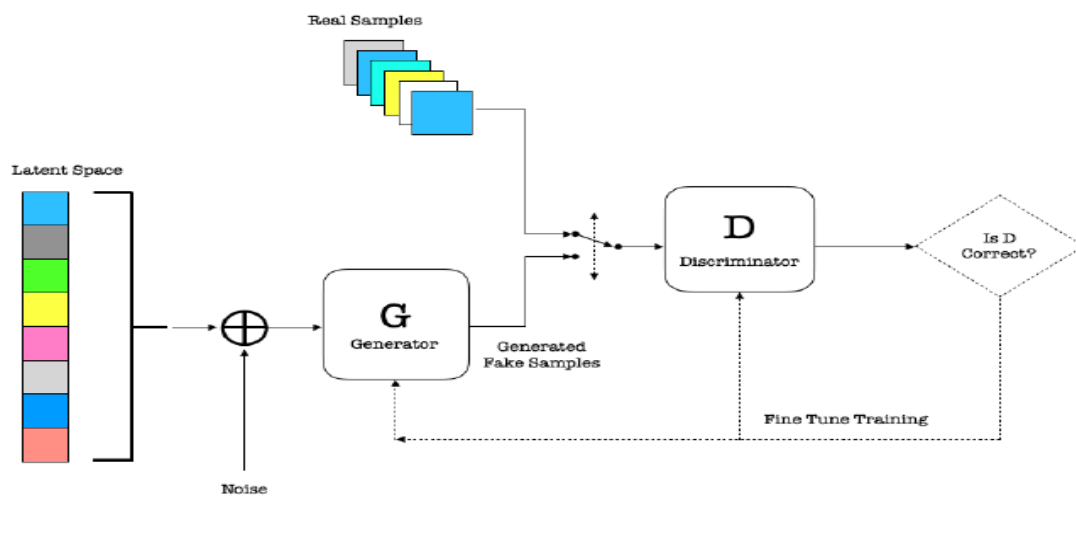 Real Samples
Latent Space
D
Discriminator
Is D
Correct?
G
Generator
Generated
Fake Samples
Fine Tune Training
Noise